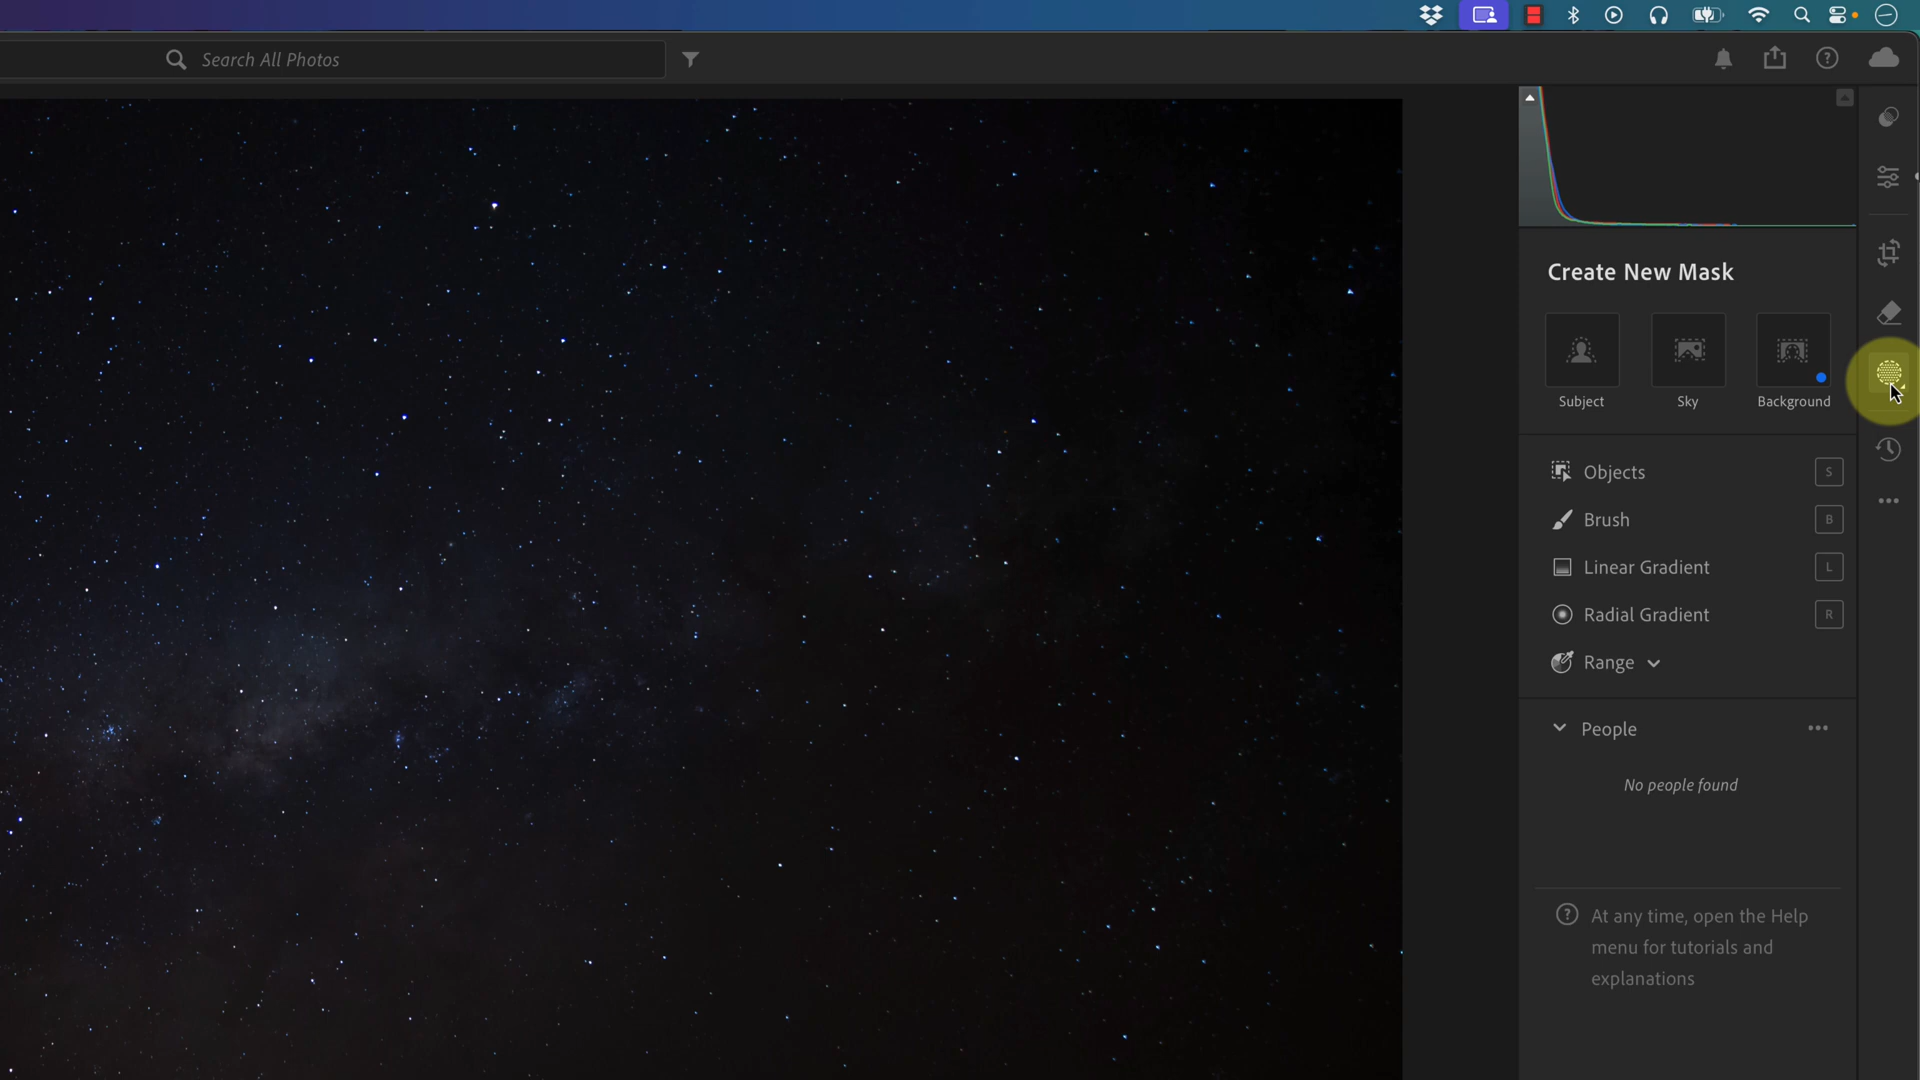 Search All Photos
Create New Mask
Subject
Sky
Background
Objects
S
Brush
B
Linear Gradient
L
Radial Gradient
R
Range
People
No people found
At any time, open the Help
menu for tutorials and
explanations